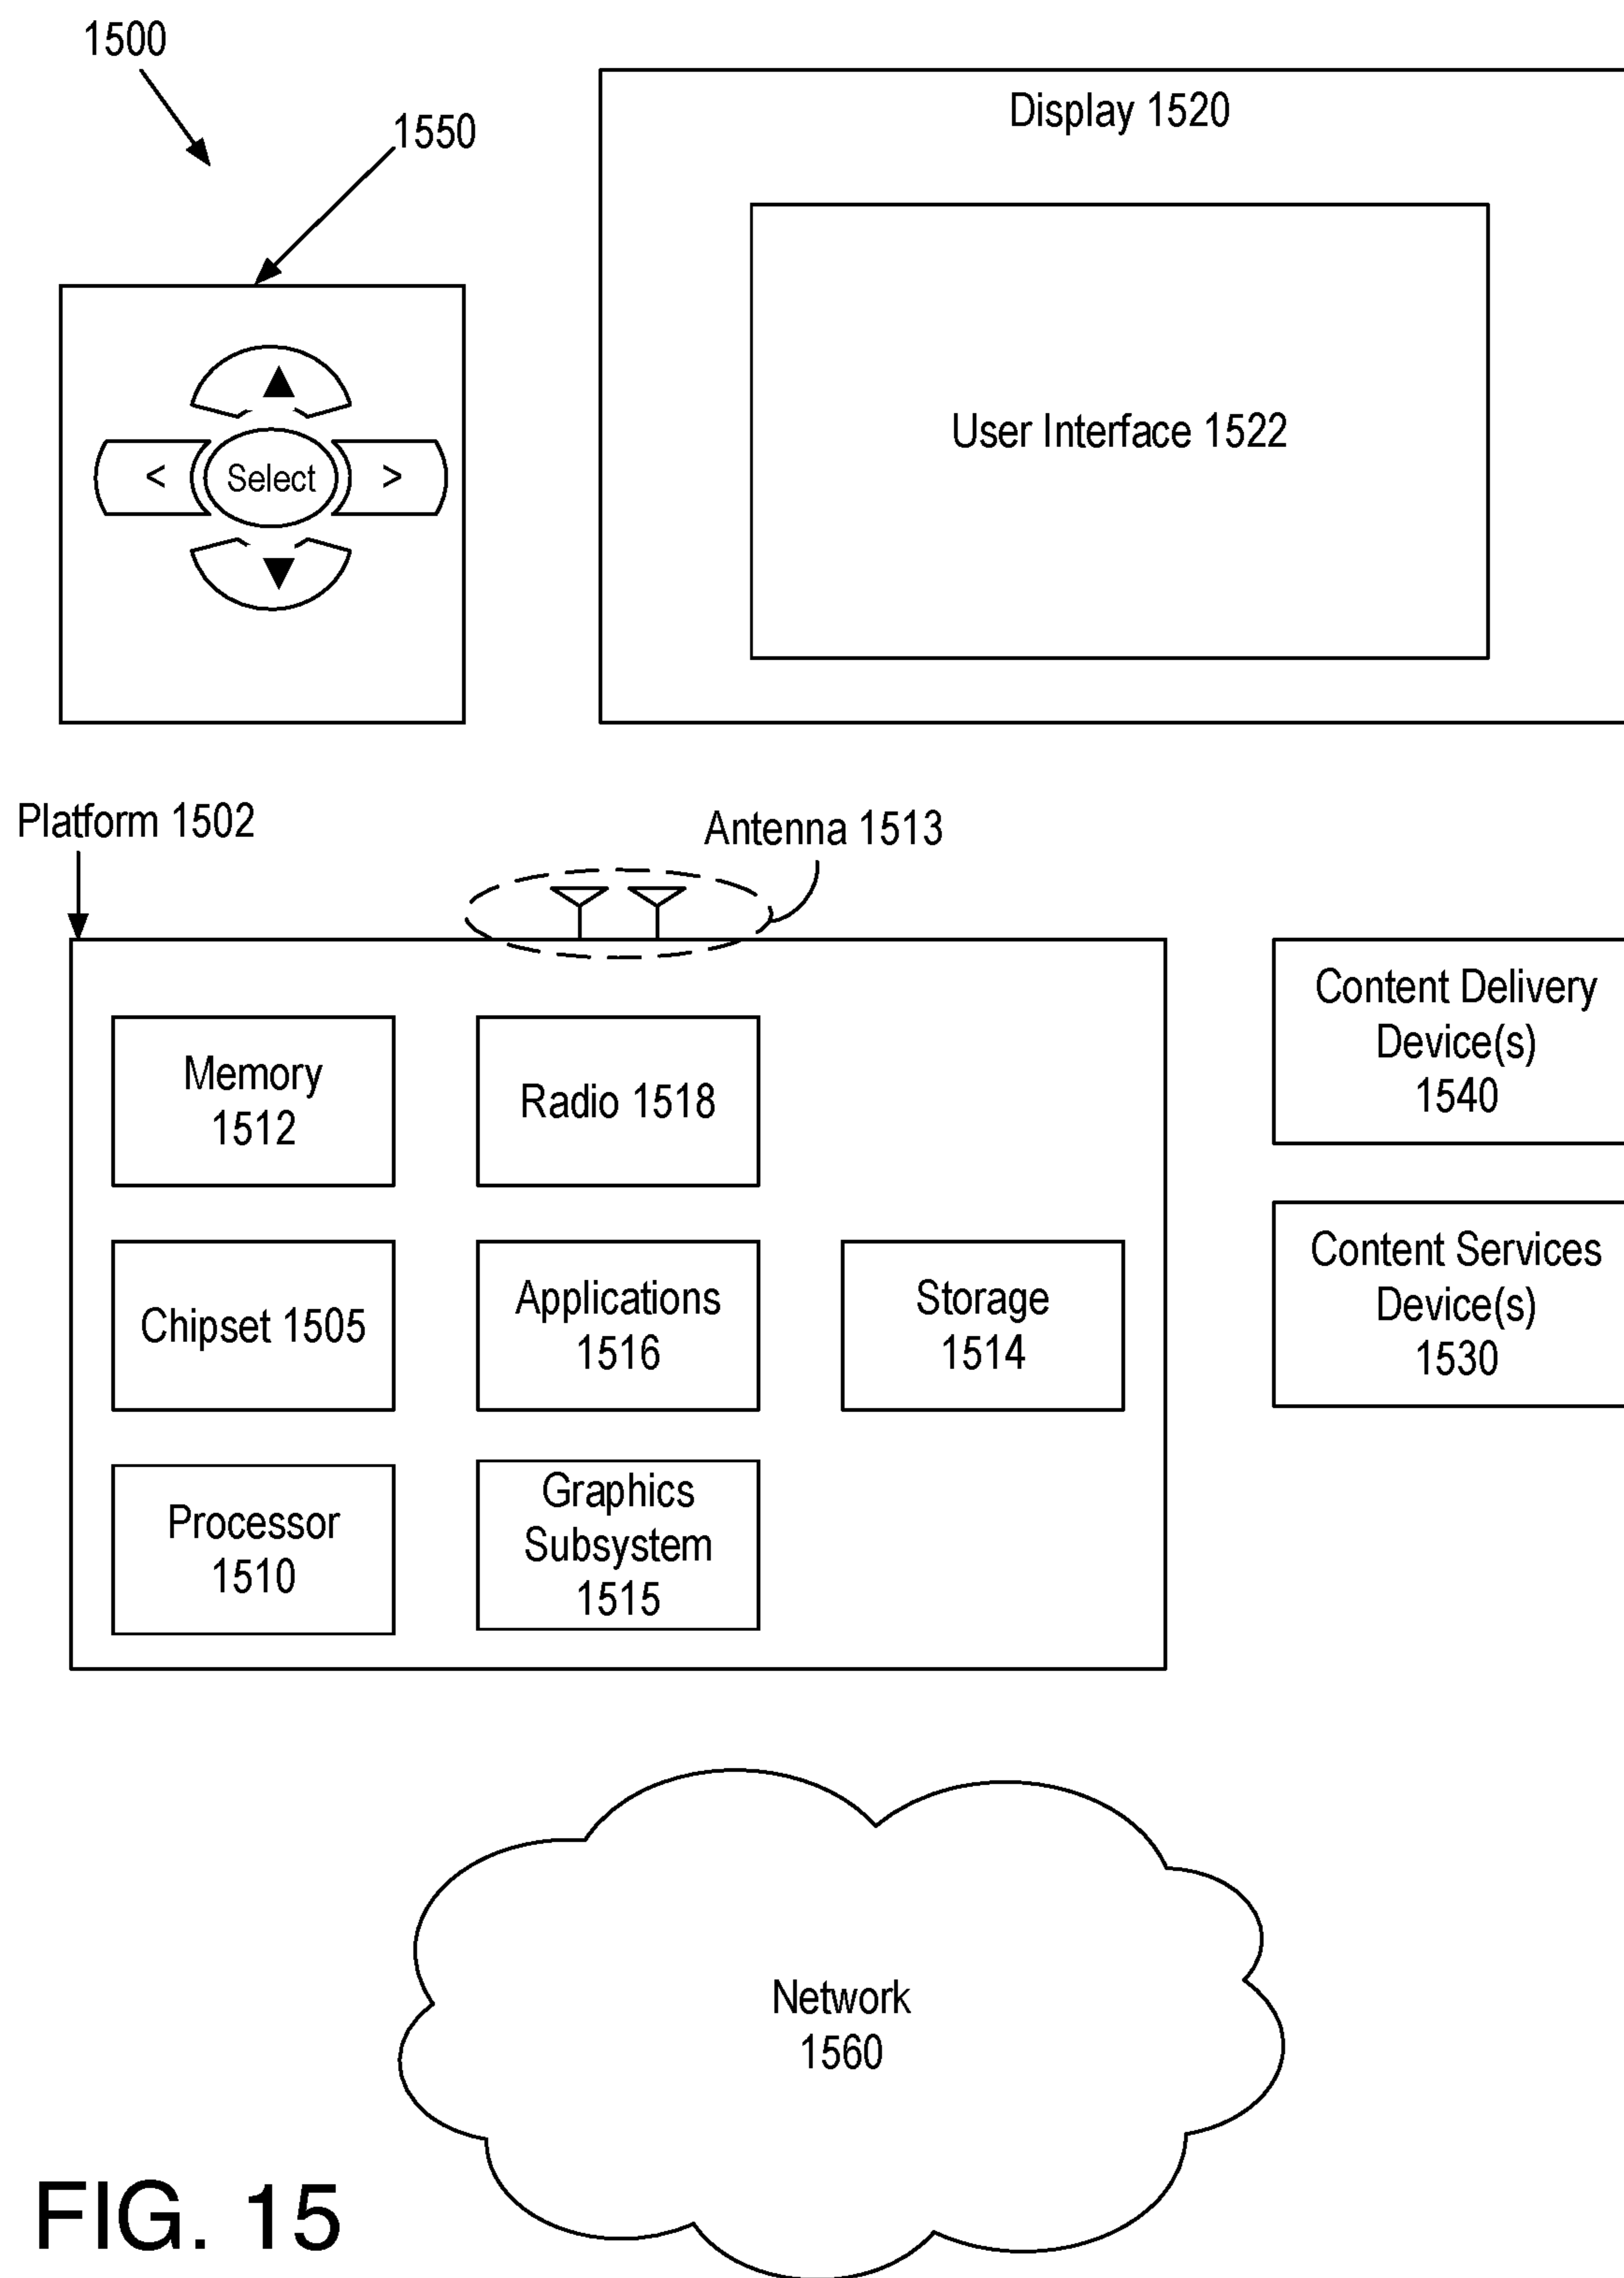 1500
1550
Display 1520
User Interface 1522
<
Select
>
Platform 1502
Antenna 1513
Memory
1512
Radio 1518
Chipset 1505
Applications
1516
Storage
1514
Processor
1510
Graphics
Subsystem
1515
Content Delivery
Device(s)
1540
Content Services
Device(s)
1530
Network
1560
FIG. 15